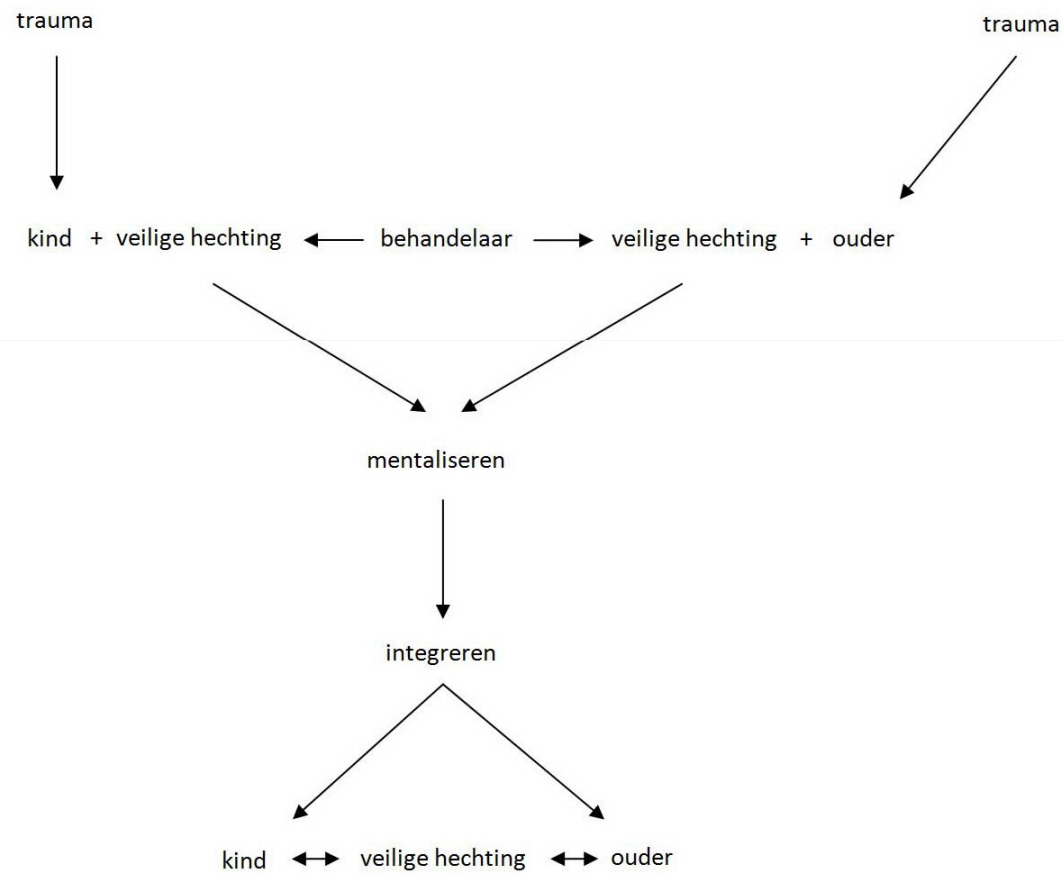 trauma trauma
kind + veilige hechting behandelaar veilige hechting + ouder
mentaliseren
integreren
kind veilige hechting ouder